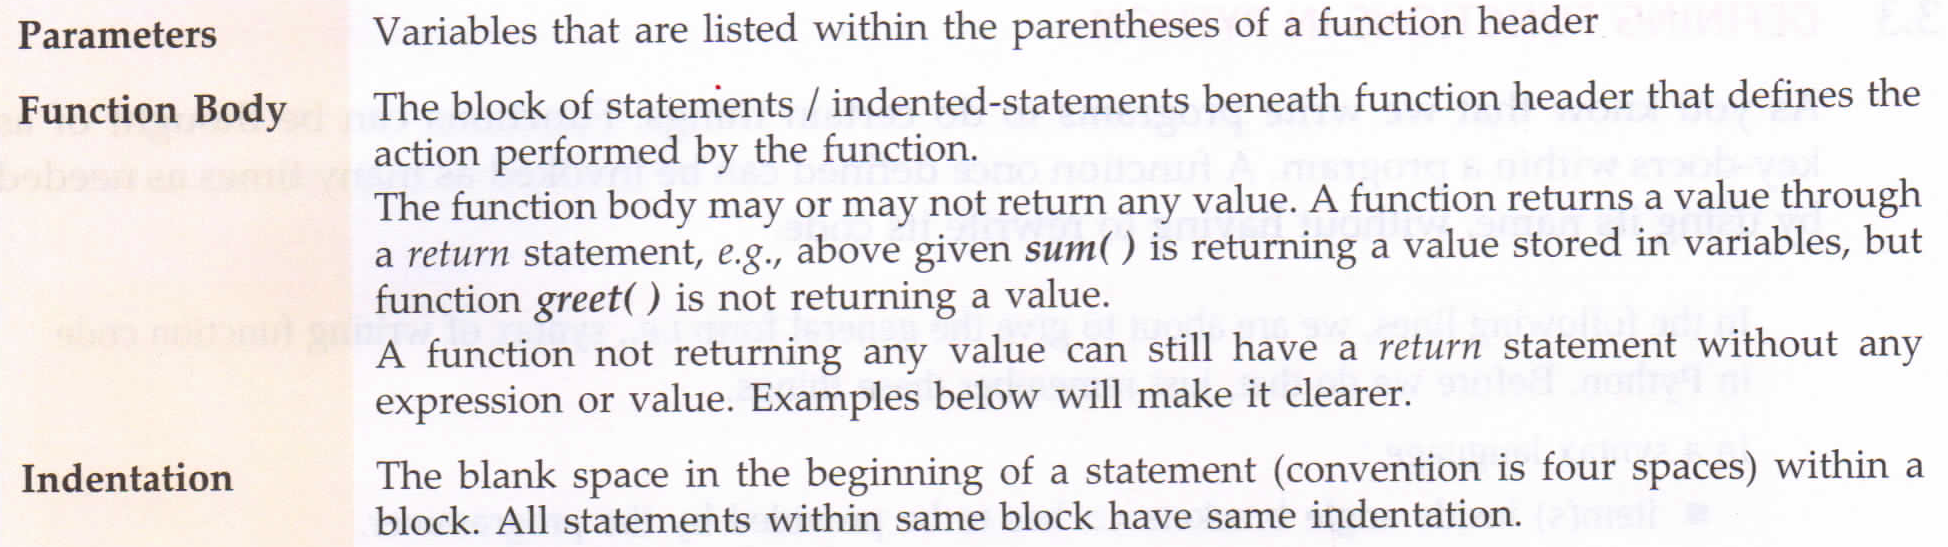 Parameters Variables that are listed within the parentheses of a function header
Function Body The block of statements / indented-statements beneath function header that defines the
action performed by the function.
The function body may or may not return any value. A function returns a value through
a return statement, e.g., above given sum( ) is returning a value stored in variables, but
function greet( ) is not returning a value.
A function not returning any value can still have a return statement without any
expression or value. Examples below will make it clearer.
Indentation The blank space in the beginning of a statement (convention is four spaces) within a
block. All statements within same block have same indentation.